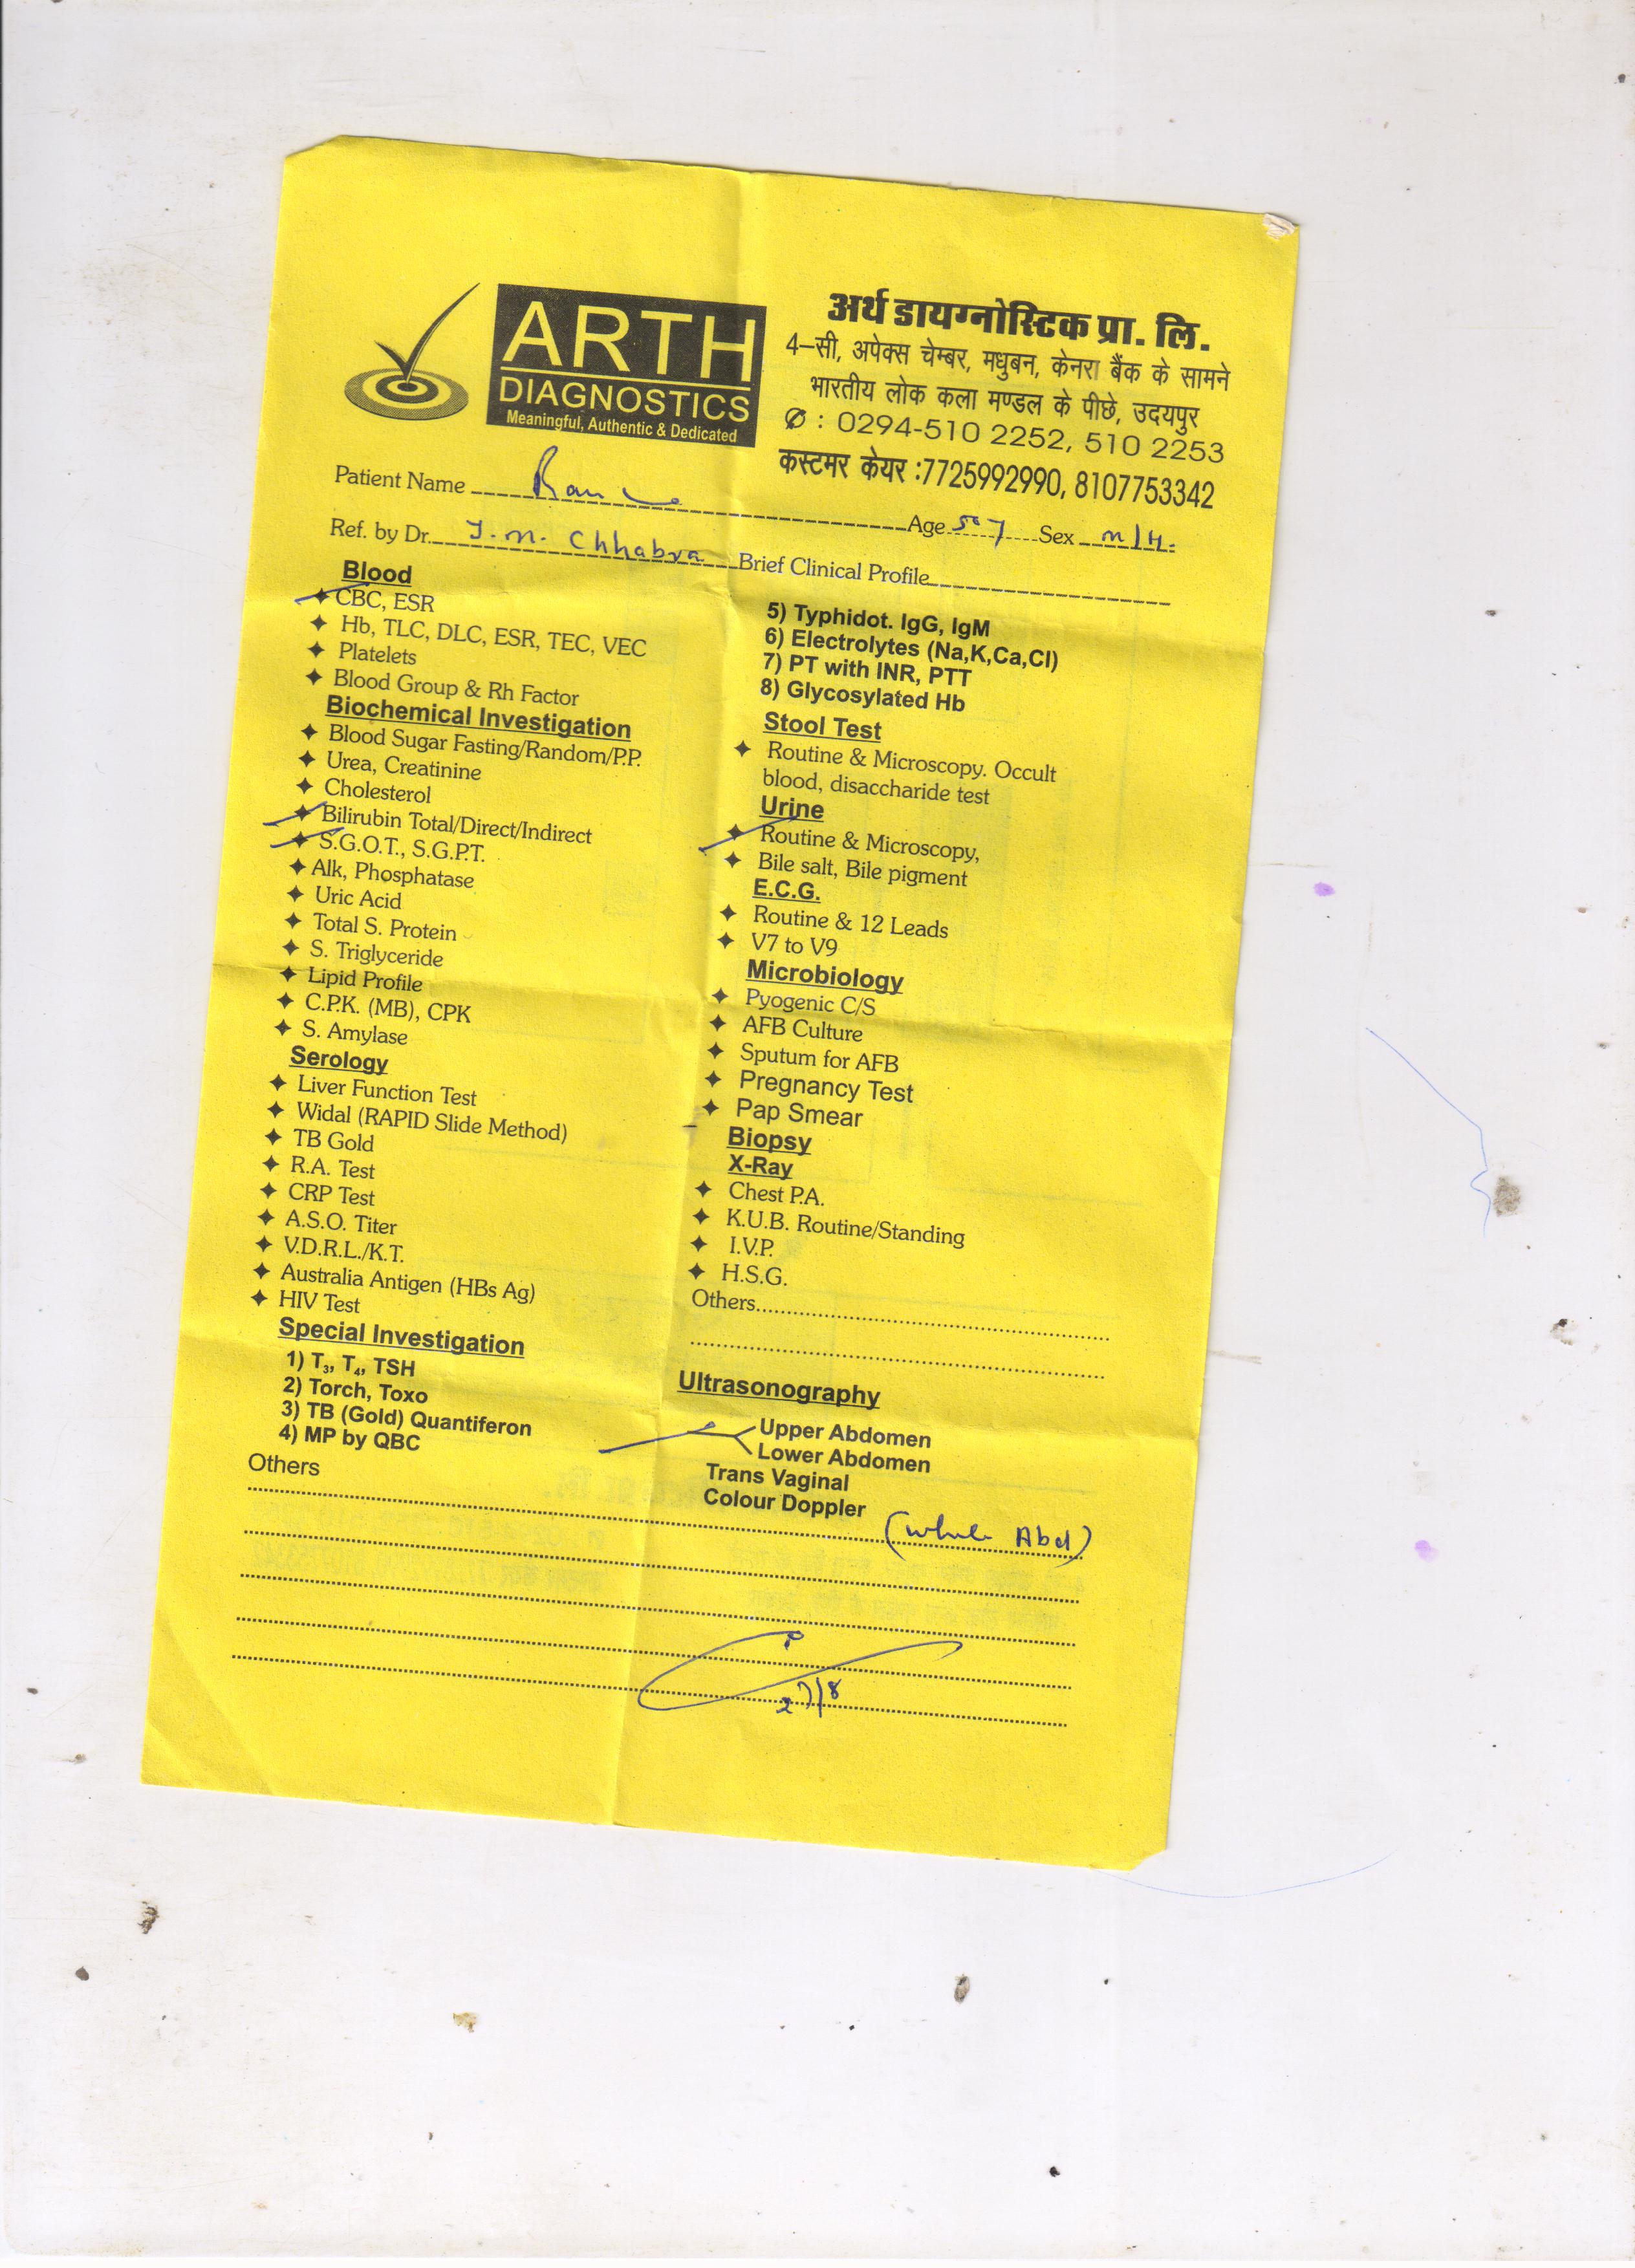 ARTH
DIAGNOSTICS
Meaningful, Authentic & Dedicated
अर्थ डायग्नोस्टिक प्रा. लि.
4–सी, अपेक्स चेम्बर, मधुबन, केनरा बैंक के सामने
भारतीय लोक कला मण्डल के पीछे, उदयपुर
✆ : 0294-510 2252, 510 2253
कस्टमर केयर :7725992990, 8107753342
Patient Name
Age Sex
Ref. by Dr. Chhabra Brief Clinical Profile
Blood
✦ CBC, ESR
✦ Hb, TLC, DLC, ESR, TEC, VEC
✦ Platelets
✦ Blood Group & Rh Factor
Biochemical Investigation
✦ Blood Sugar Fasting/Random/P.P.
✦ Urea, Creatinine
✦ Cholesterol
✦ Bilirubin Total/Direct/Indirect
✦ S.G.O.T., S.G.P.T.
✦ Alk, Phosphatase
✦ Uric Acid
✦ Total S. Protein
✦ S. Triglyceride
✦ Lipid Profile
✦ C.P.K. (MB), CPK
✦ S. Amylase
Serology
✦ Liver Function Test
✦ Widal (RAPID Slide Method)
✦ TB Gold
✦ R.A. Test
✦ CRP Test
✦ A.S.O. Titer
✦ V.D.R.L./K.T.
✦ Australia Antigen (HBs Ag)
✦ HIV Test
Special Investigation
1) T₃, T₄, TSH
2) Torch, Toxo
3) TB (Gold) Quantiferon
4) MP by QBC
Others
5) Typhidot. IgG, IgM
6) Electrolytes (Na,K,Ca,Cl)
7) PT with INR, PTT
8) Glycosylated Hb
Stool Test
✦ Routine & Microscopy. Occult
blood, disaccharide test
Urine
✦ Routine & Microscopy,
✦ Bile salt, Bile pigment
E.C.G.
✦ Routine & 12 Leads
✦ V7 to V9
Microbiology
✦ Pyogenic C/S
✦ AFB Culture
✦ Sputum for AFB
✦ Pregnancy Test
✦ Pap Smear
Biopsy
X-Ray
✦ Chest P.A.
✦ K.U.B. Routine/Standing
✦ I.V.P.
✦ H.S.G.
Others
Ultrasonography
Upper Abdomen
Lower Abdomen
Trans Vaginal
Colour Doppler
(whole Abd)
27/8